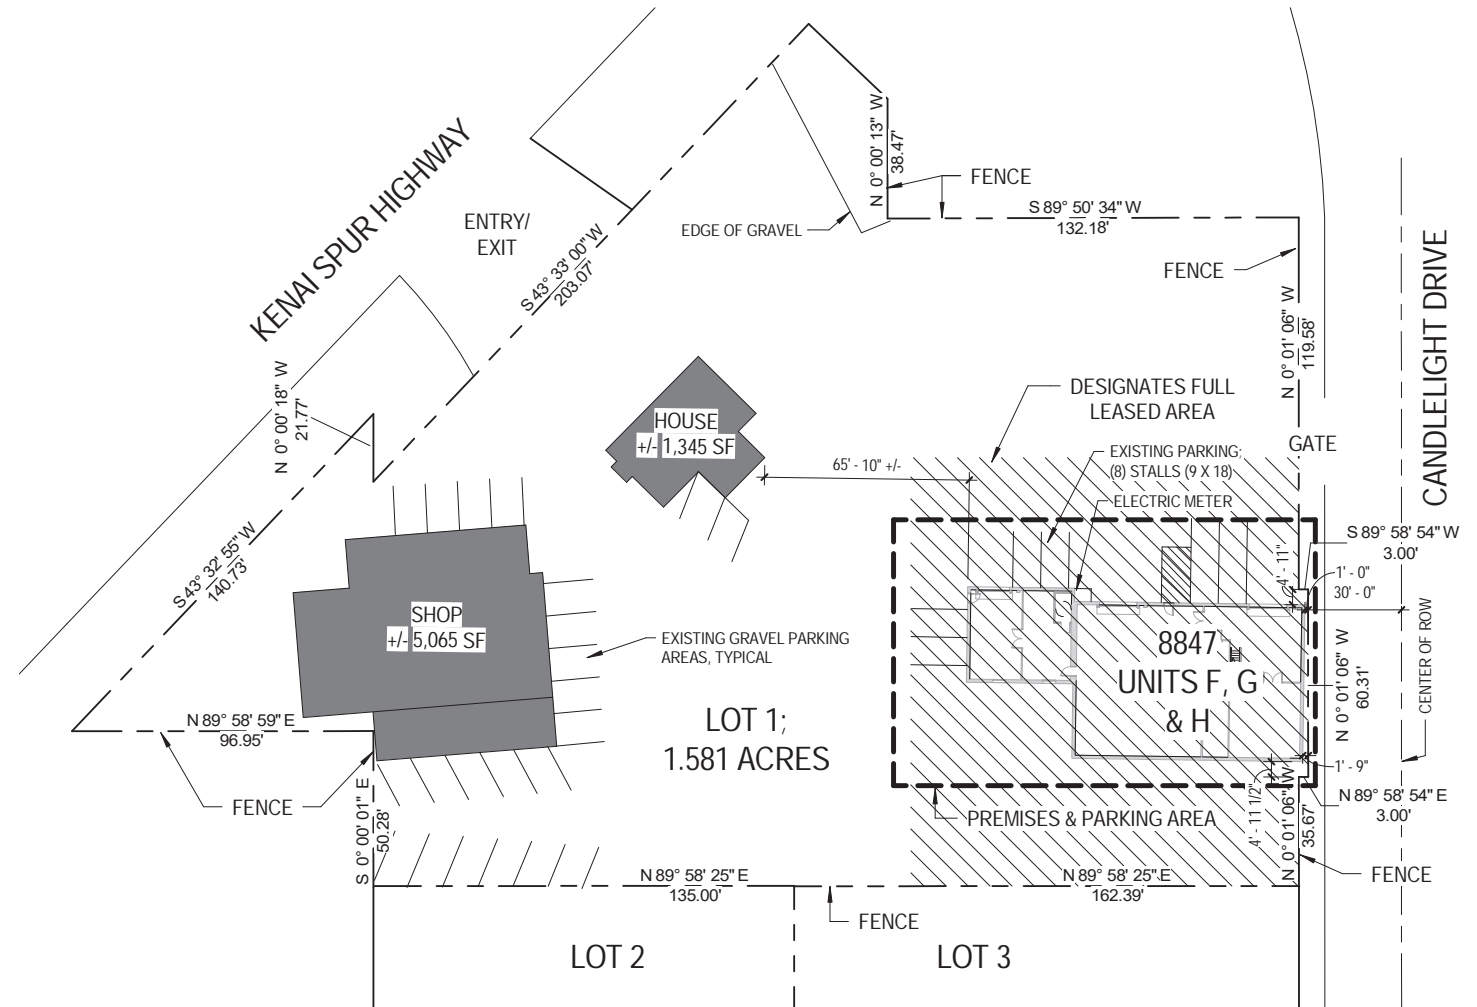 KENAI SPUR HIGHWAY
ENTRY/
EXIT
S 43° 33' 00" W
203.07'
EDGE OF GRAVEL
N 0° 00' 13" W
38.47'
FENCE
S 89° 50' 34" W
132.18'
FENCE
N 0° 01' 06" W
119.58'
CANDLELIGHT DRIVE
N 0° 00' 18" W
21.77'
S 43° 32' 55" W
140.73'
HOUSE
+/- 1,345 SF
65' - 10" +/-
DESIGNATES FULL
LEASED AREA
EXISTING PARKING;
(8) STALLS (9 X 18)
ELECTRIC METER
GATE
S 89° 58' 54" W
3.00'
4' - 11"
1' - 0"
30' - 0"
SHOP
+/- 5,065 SF
EXISTING GRAVEL PARKING
AREAS, TYPICAL
8847
UNITS F, G
& H
N 0° 01' 06" W
60.31'
CENTER OF ROW
N 89° 58' 59" E
96.95'
LOT 1;
1.581 ACRES
1' - 9"
N 89° 58' 54" E
3.00'
FENCE
S 0° 00' 01" E
50.28'
PREMISES & PARKING AREA
4' - 11 1/2"
N 0° 01' 06" W
35.67'
N 89° 58' 25" E
135.00'
N 89° 58' 25" E
162.39'
FENCE
FENCE
LOT 2
LOT 3